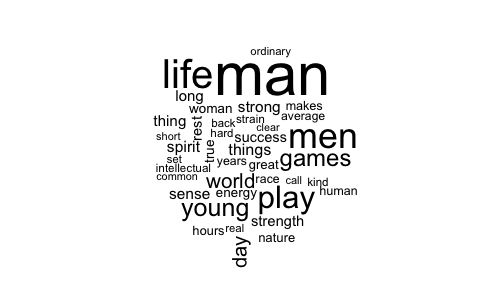 ordinary
life man
long
woman strong makes
thing rest back strain average
short hard success clear men
spirit true things
set years great games
intellectual
common world race call kind
sense energy play human
young strength
hours real
day nature